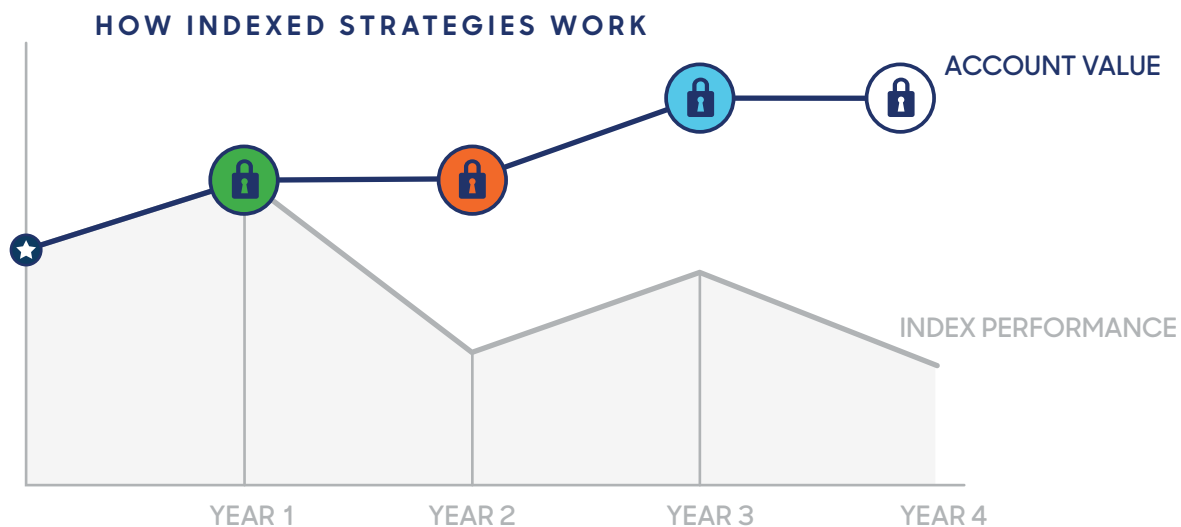 HOW INDEXED STRATEGIES WORK
ACCOUNT VALUE
INDEX PERFORMANCE
YEAR 1
YEAR 2
YEAR 3
YEAR 4